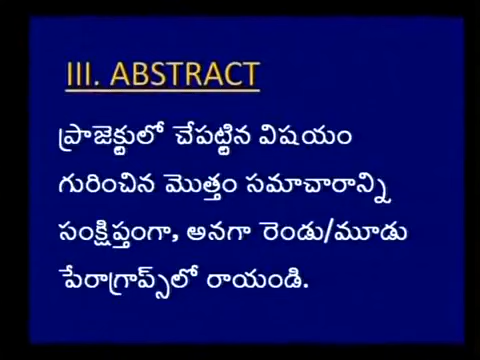 III. ABSTRACT
ప్రాజెక్టులో చేపట్టిన విషయం
గురించిన మొత్తం సమాచారాన్ని
సంక్షిప్తంగా, అనగా రెండు/మూడు
పేరాగ్రాప్స్‌లో రాయండి.